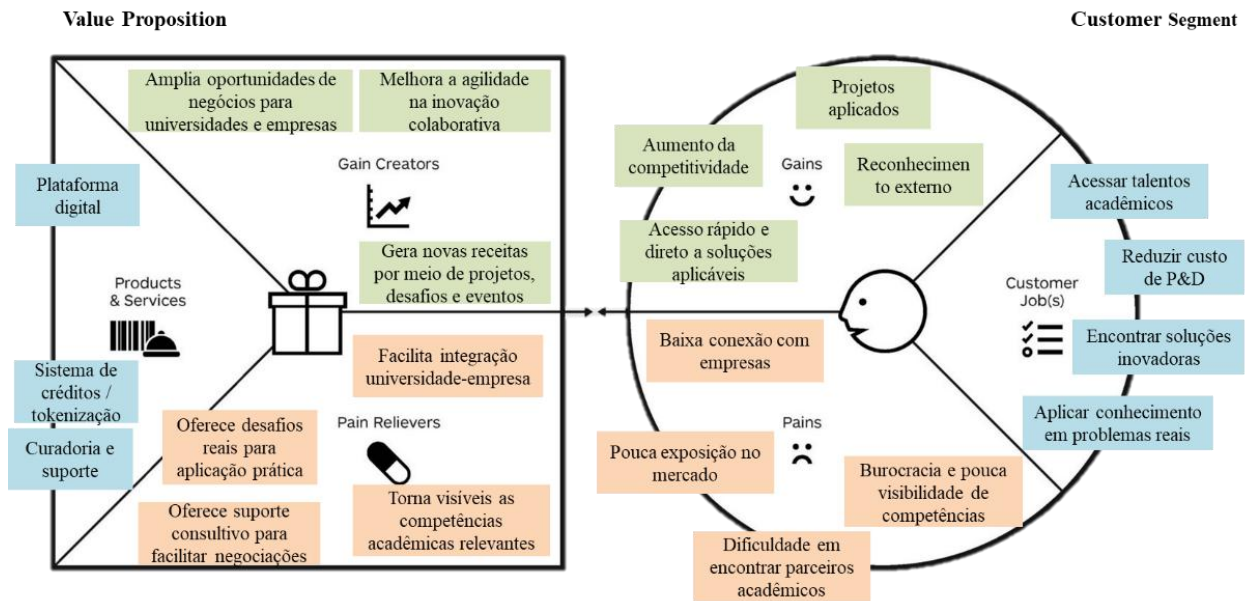 Value Proposition
Customer Segment
Amplia oportunidades de
negócios para
universidades e empresas
Melhora a agilidade
na inovação
colaborativa
Gain Creators
Plataforma
digital
Gera novas receitas
por meio de projetos,
desafios e eventos
Products
& Services
Sistema de
créditos /
tokenização
Curadoria e
suporte
Facilita integração
universidade-empresa
Oferece desafios
reais para
aplicação prática
Pain Relievers
Oferece suporte
consultivo para
facilitar negociações
Torna visíveis as
competências
acadêmicas relevantes
Projetos
aplicados
Aumento da
competitividade
Gains
Reconhecimen
to externo
Acesso rápido e
direto a soluções
aplicáveis
Acessar talentos
acadêmicos
Reduzir custo
de P&D
Customer
Job(s)
Encontrar soluções
inovadoras
Aplicar conhecimento
em problemas reais
Baixa conexão com
empresas
Pouca exposição no
mercado
Pains
Burocracia e pouca
visibilidade de
competências
Dificuldade em
encontrar parceiros
acadêmicos